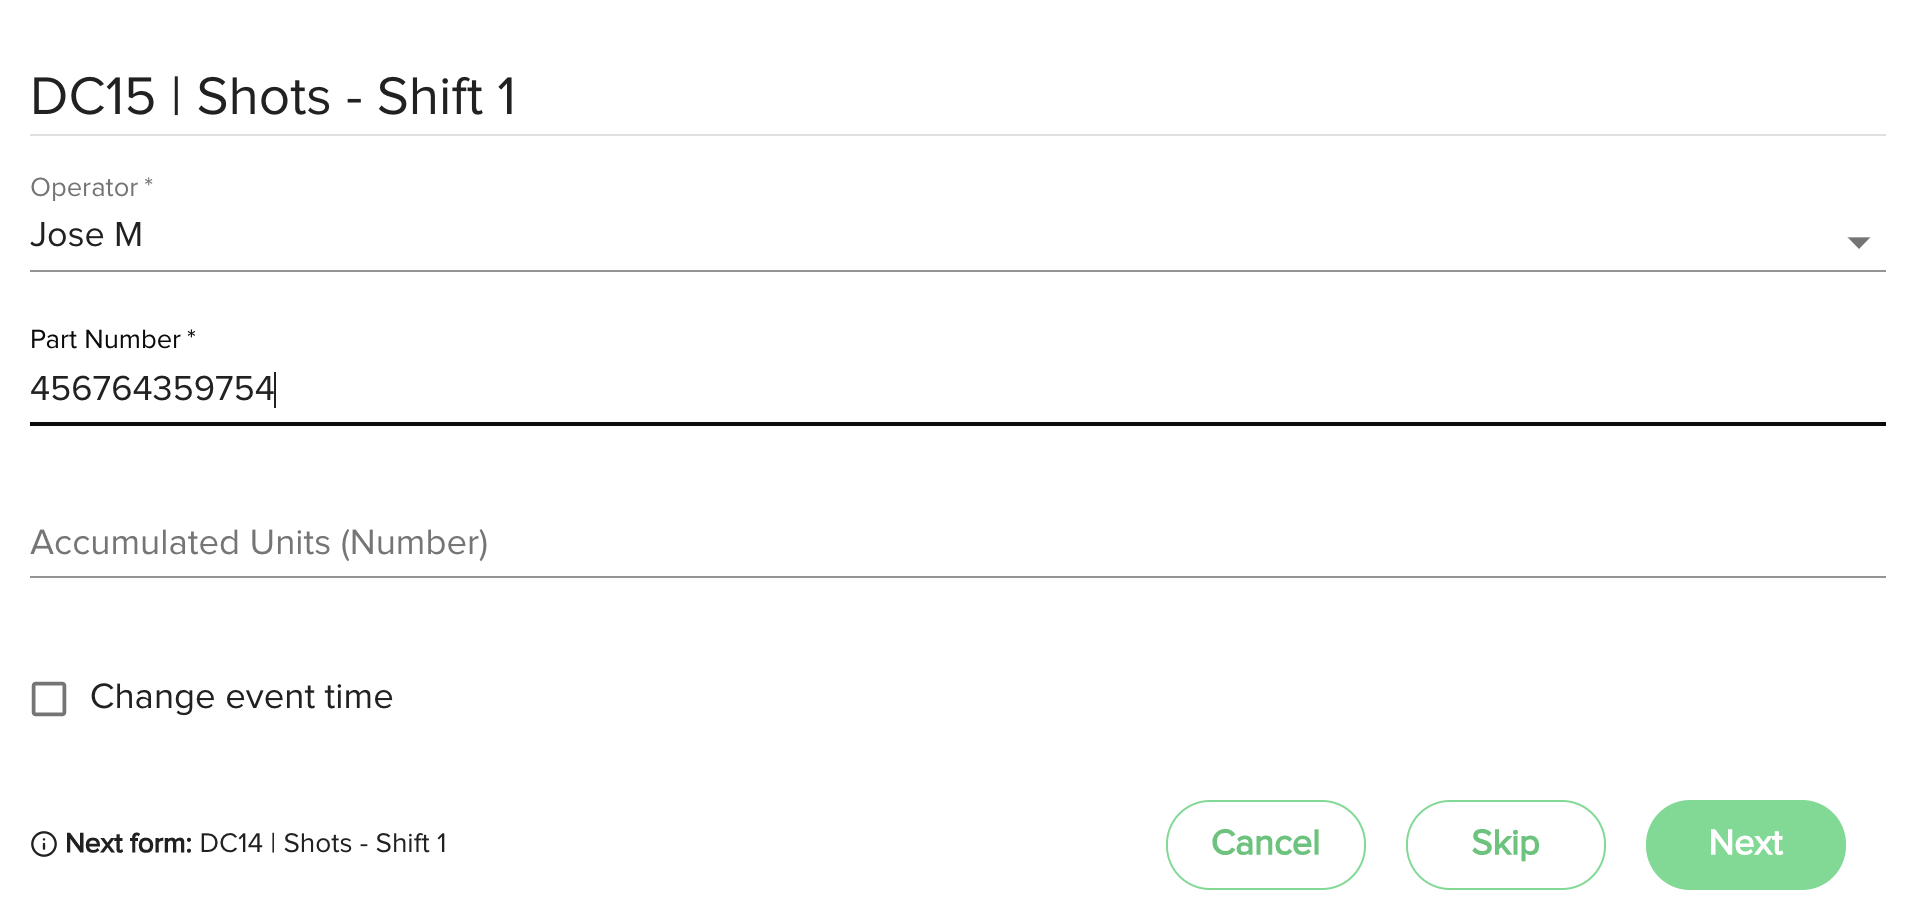 DC15 | Shots - Shift 1
Operator *
Jose M
Part Number *
456764359754
Accumulated Units (Number)
Change event time
Next form: DC14 | Shots - Shift 1
Cancel
Skip
Next